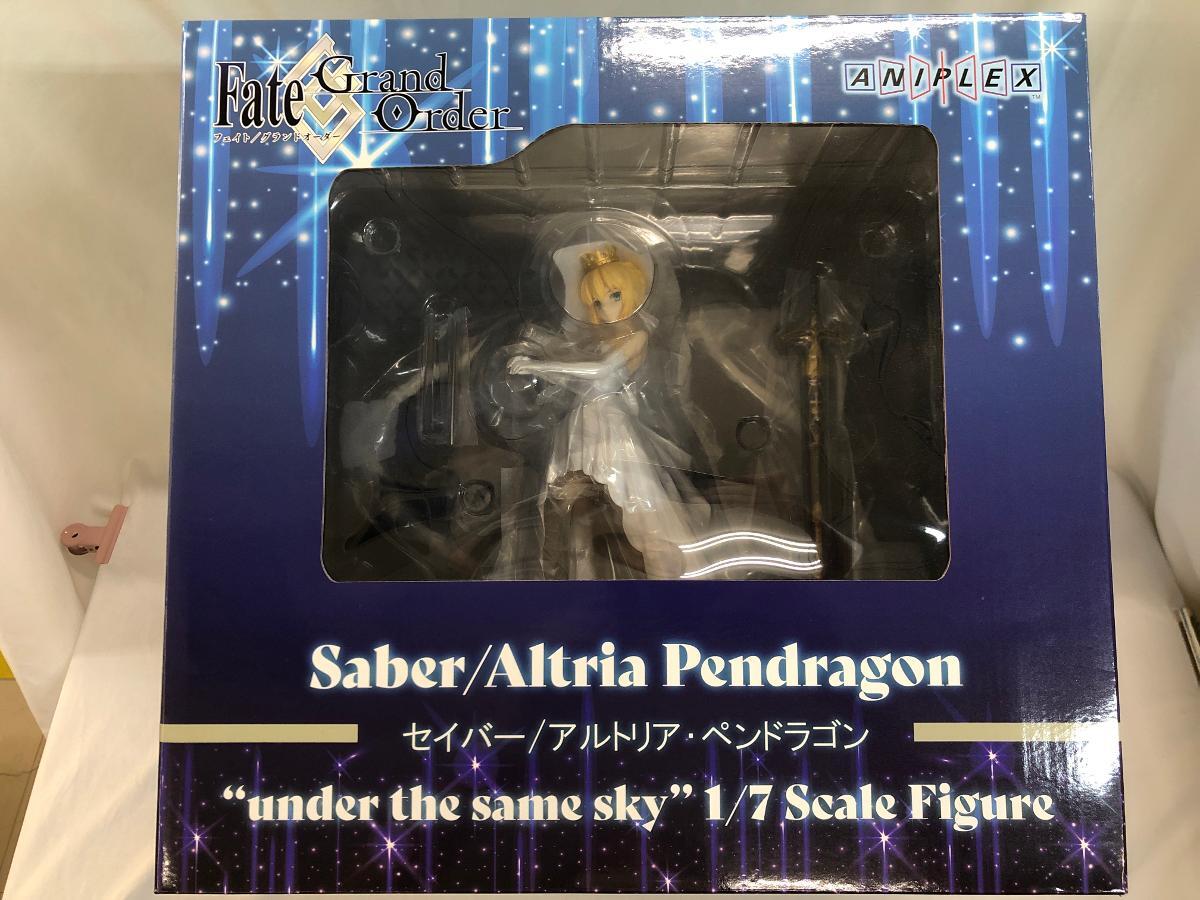 Fate Grand Order
フェイト/グランドオーダー
ANIPLEX
TM
Saber/Altria Pendragon
セイバー/アルトリア・ペンドラゴン
“under the same sky” 1/7 Scale Figure